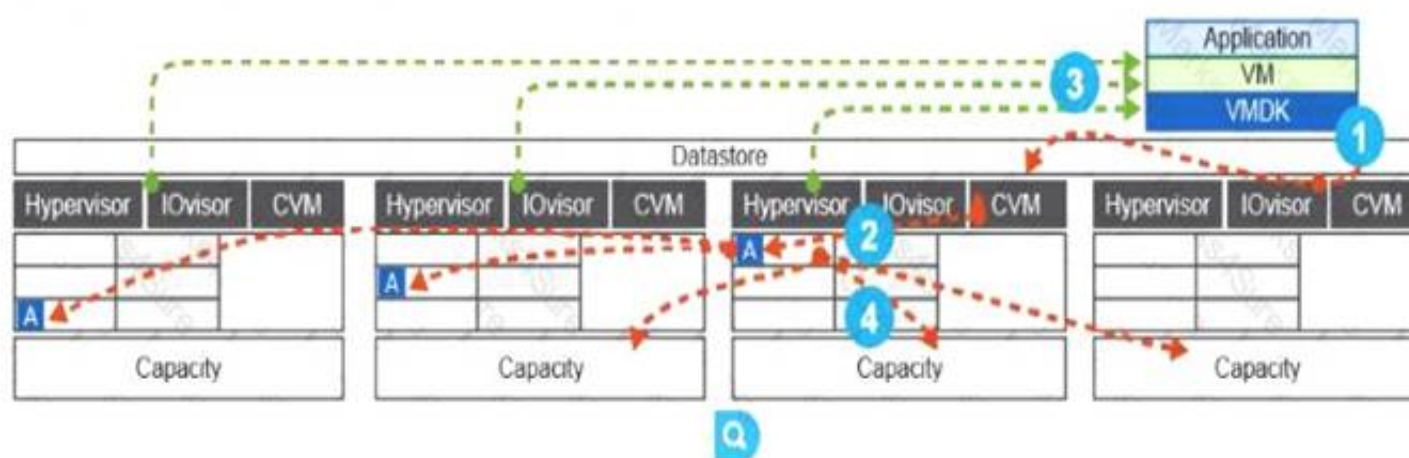 Application
VM
VMDK
3
1
Datastore
Hypervisor IOvisor CVM Hypervisor IOvisor CVM Hypervisor IOvisor CVM Hypervisor IOvisor CVM
2
A
A
A
4
Capacity Capacity Capacity Capacity
Q